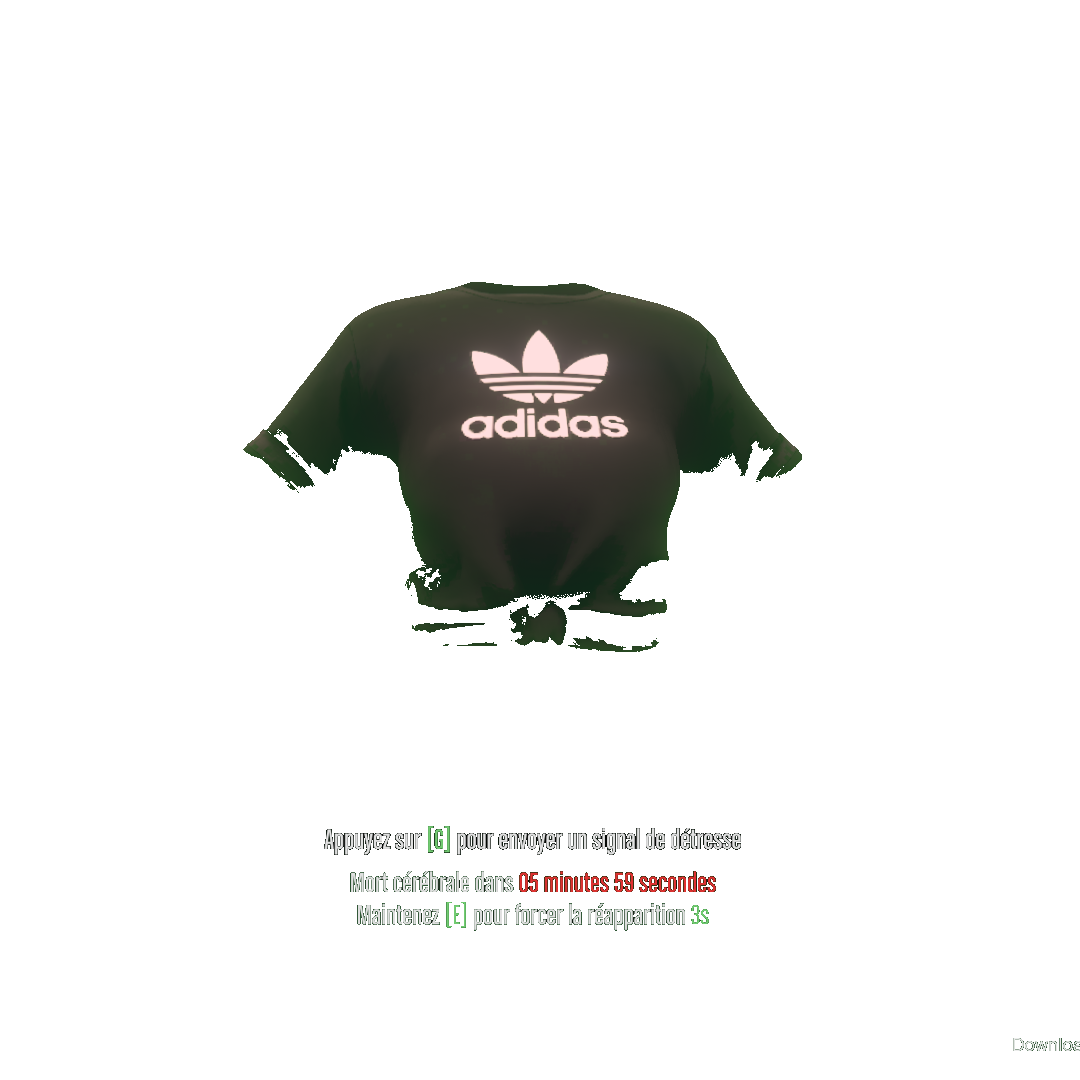 adidas
Appuyez sur [G] pour envoyer un signal de détresse
Mort cérébrale dans 05 minutes 59 secondes
Maintenez [E] pour forcer la réapparition 3s